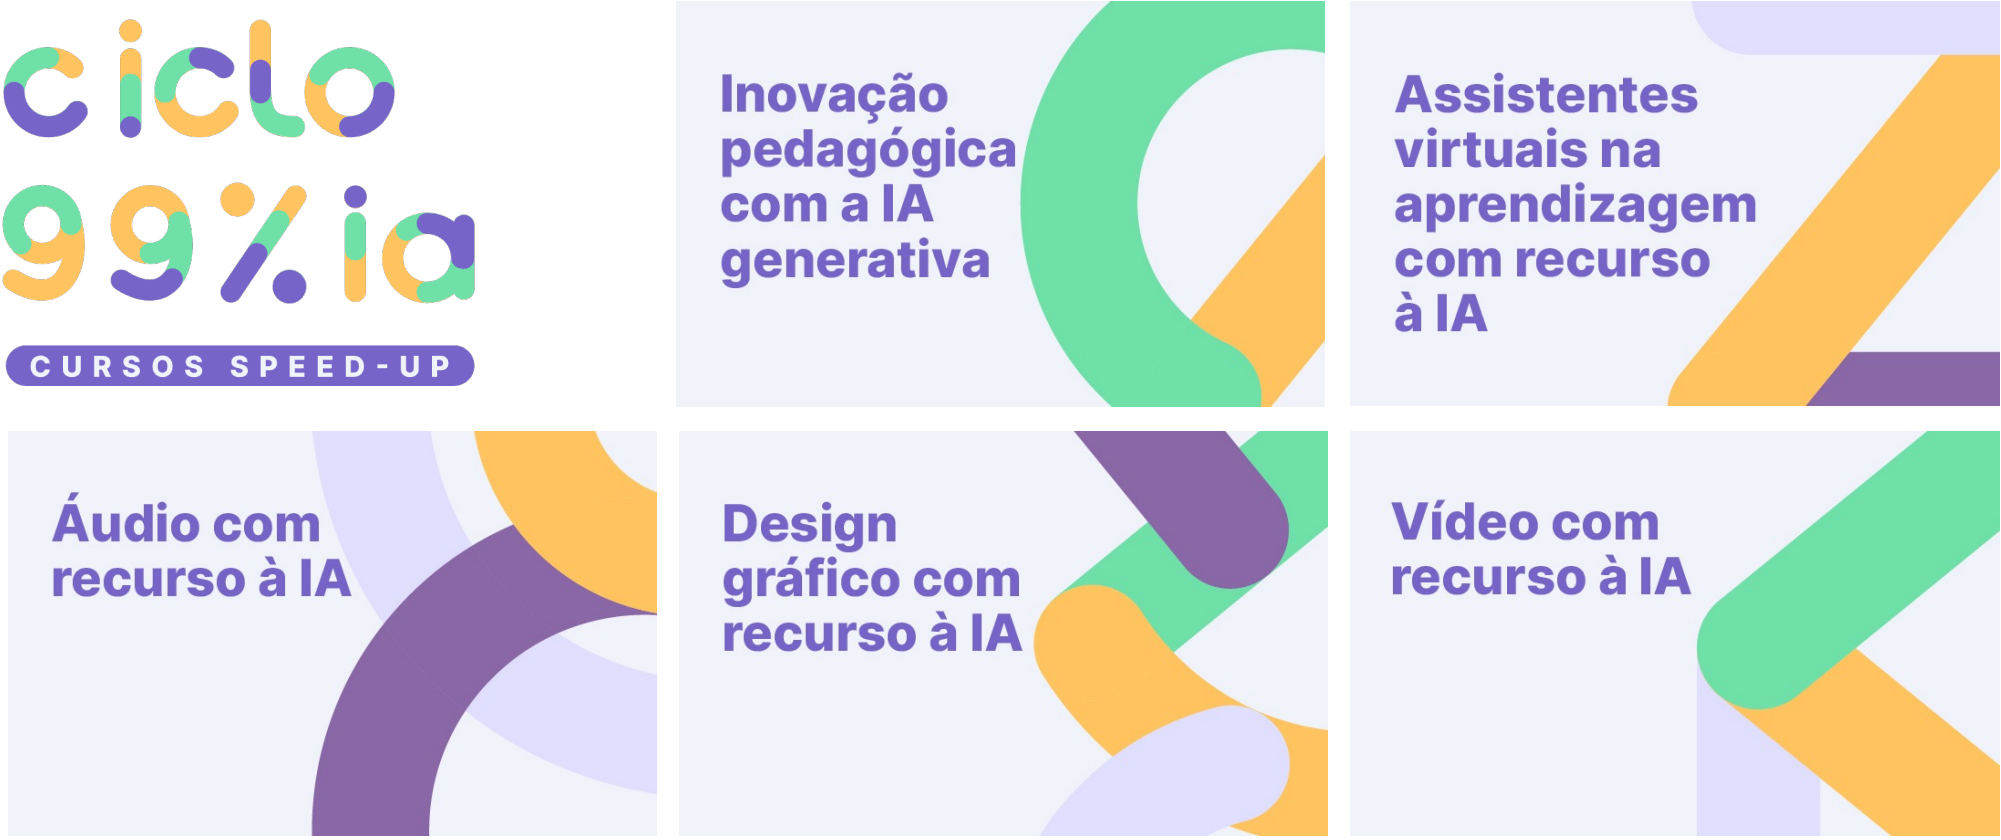 ciclo
99%ia
CURSOS SPEED-UP
Inovação
pedagógica
com a IA
generativa
Assistentes
virtuais na
aprendizagem
com recurso
à IA
Áudio com
recurso à IA
Design
gráfico com
recurso à IA
Vídeo com
recurso à IA